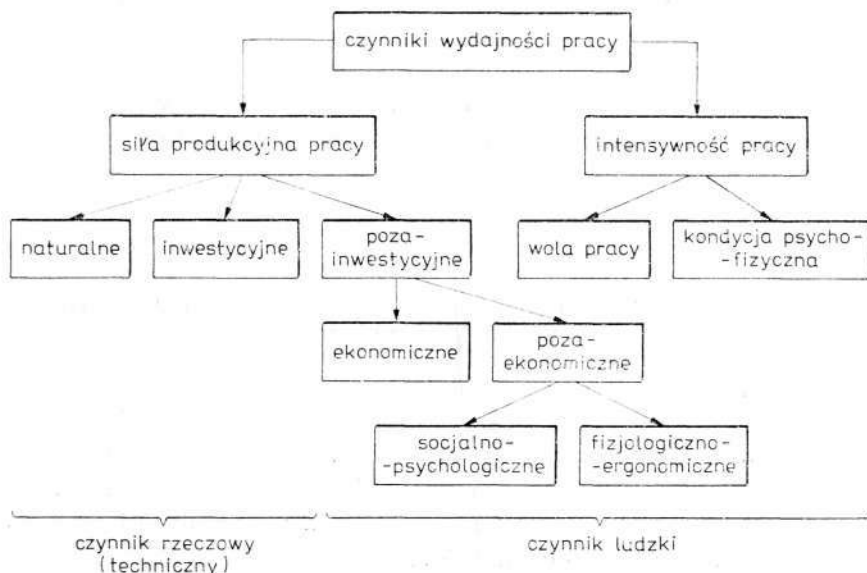 czynniki wydajności pracy
siła produkcyjna pracy
intensywność pracy
naturalne
inwestycyjne
poza-
inwestycyjne
wola pracy
kondycja psycho-
-fizyczna
ekonomiczne
poza-
ekonomiczne
socjalno-
-psychologiczne
fizjologiczno-
-ergonomiczne
czynnik rzeczowy
(techniczny)
czynnik ludzki